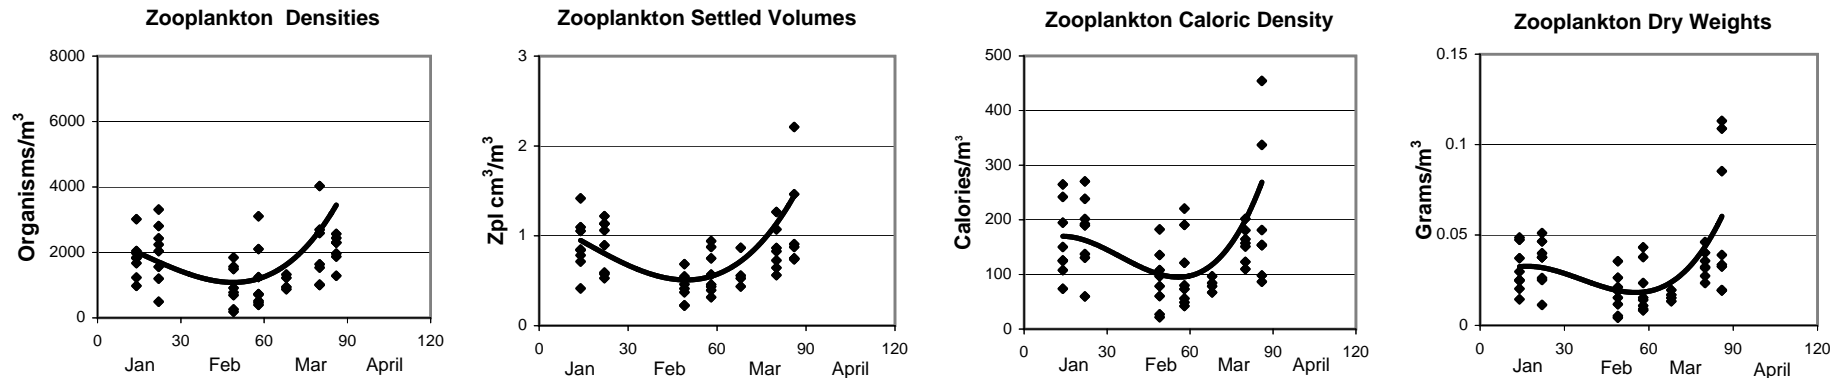 Zooplankton Densities
8000
6000
4000
2000
0
Organisms/m³
0 30 60 90 120
Jan Feb Mar April
Zooplankton Settled Volumes
3
2
1
0
Zpl cm³/m³
0 30 60 90 120
Jan Feb Mar April
Zooplankton Caloric Density
500
400
300
200
100
0
Calories/m³
0 30 60 90 120
Jan Feb Mar April
Zooplankton Dry Weights
0.15
0.1
0.05
0
Grams/m³
0 30 60 90 120
Jan Feb Mar April